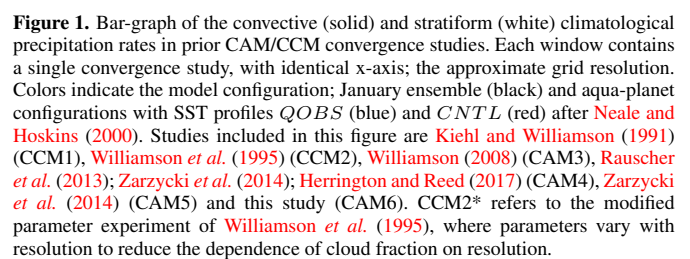 Figure 1. Bar-graph of the convective (solid) and stratiform (white) climatological
precipitation rates in prior CAM/CCM convergence studies. Each window contains
a single convergence study, with identical x-axis; the approximate grid resolution.
Colors indicate the model configuration; January ensemble (black) and aqua-planet
configurations with SST profiles QOBS (blue) and CNTL (red) after Neale and
Hoskins (2000). Studies included in this figure are Kiehl and Williamson (1991)
(CCM1), Williamson et al. (1995) (CCM2), Williamson (2008) (CAM3), Rauscher
et al. (2013); Zarzycki et al. (2014); Herrington and Reed (2017) (CAM4), Zarzycki
et al. (2014) (CAM5) and this study (CAM6). CCM2* refers to the modified
parameter experiment of Williamson et al. 1995), where parameters vary with
resolution to reduce the dependence of cloud fraction on resolution.